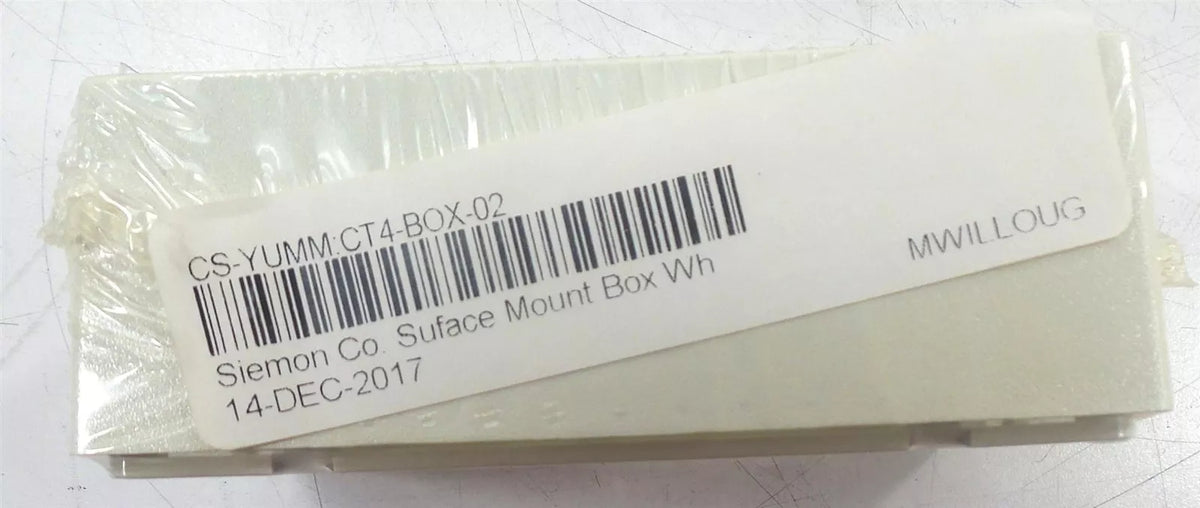 CS-YUMM:CT4-BOX-02
Siemon Co. Suface Mount Box Wh
14-DEC-2017
MWILLOUG